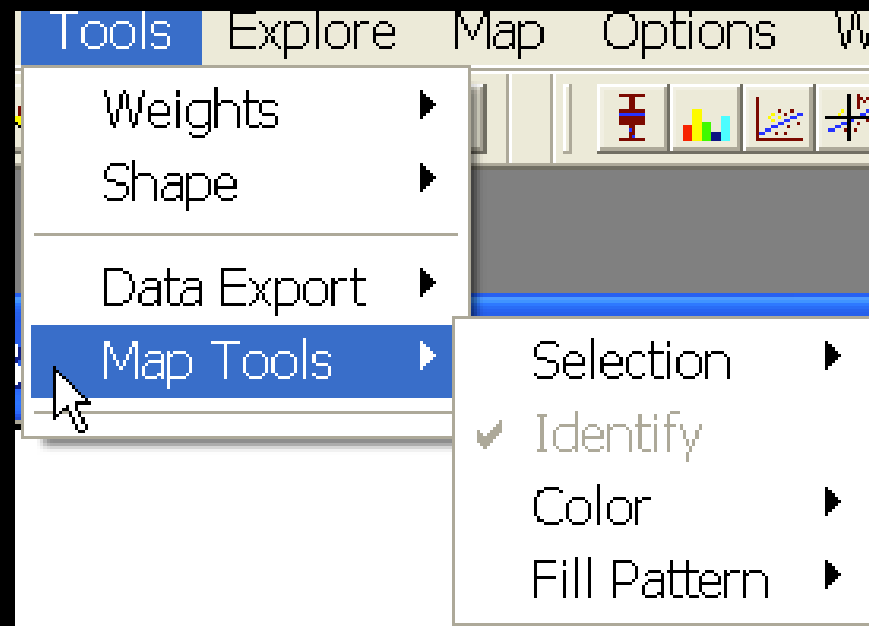 Tools Explore Map Options
Weights
Shape
Data Export
Map Tools
Selection
Identify
Color
Fill Pattern